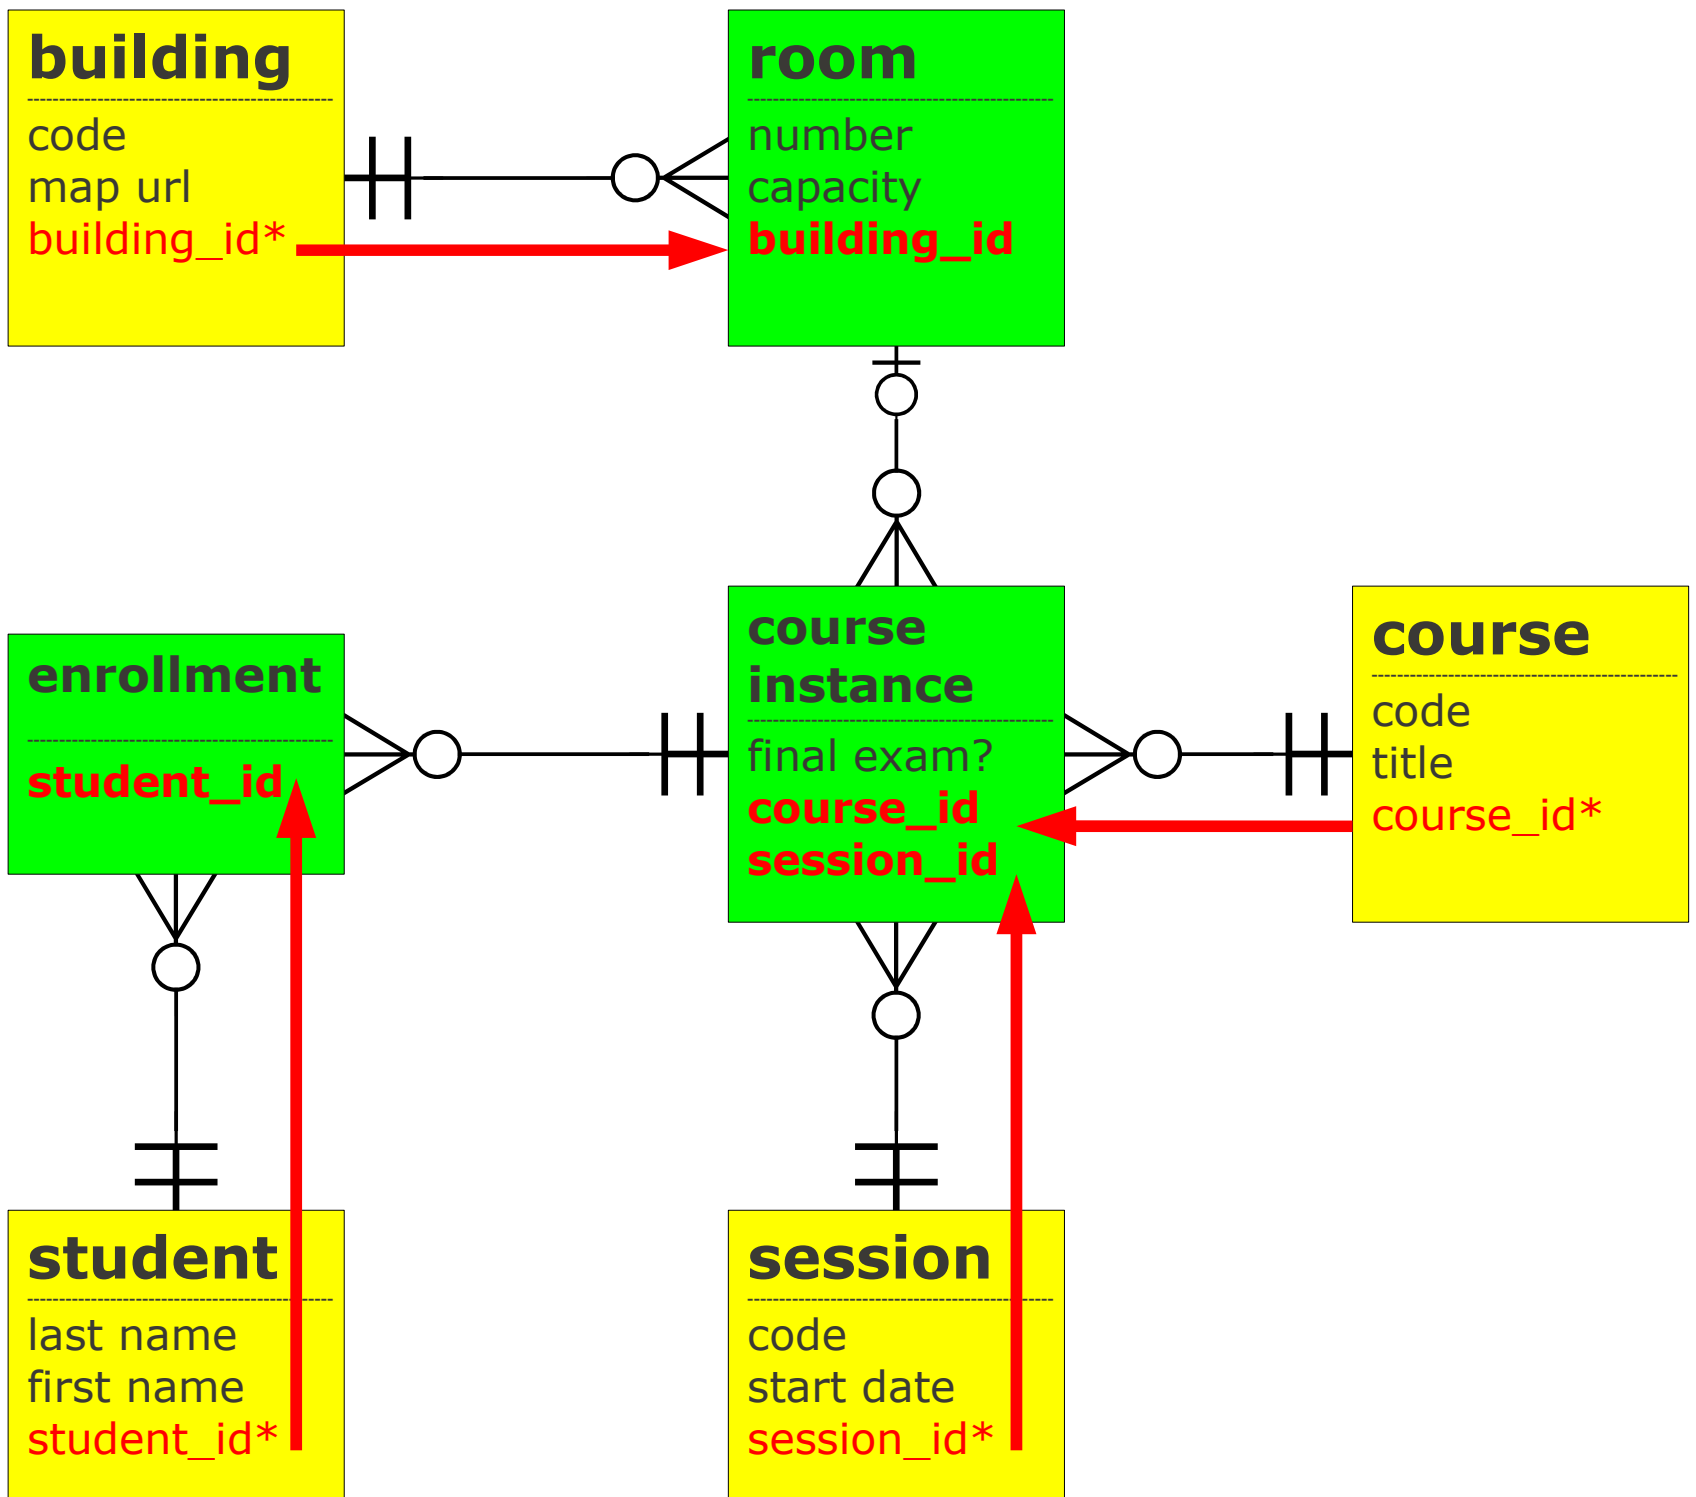 building
code
map url
building_id*
room
number
capacity
building_id
enrollment
student_id
course
instance
final exam?
course_id
session_id
course
code
title
course_id*
student
last name
first name
student_id*
session
code
start date
session_id*